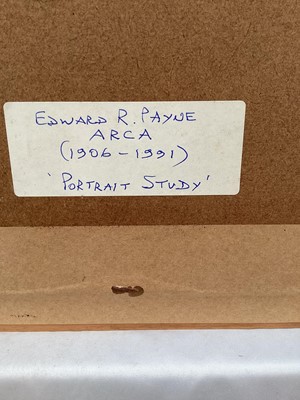 EDWARD R. PAYNE
ARCA
(1906-1991)
'PORTRAIT STUDY'